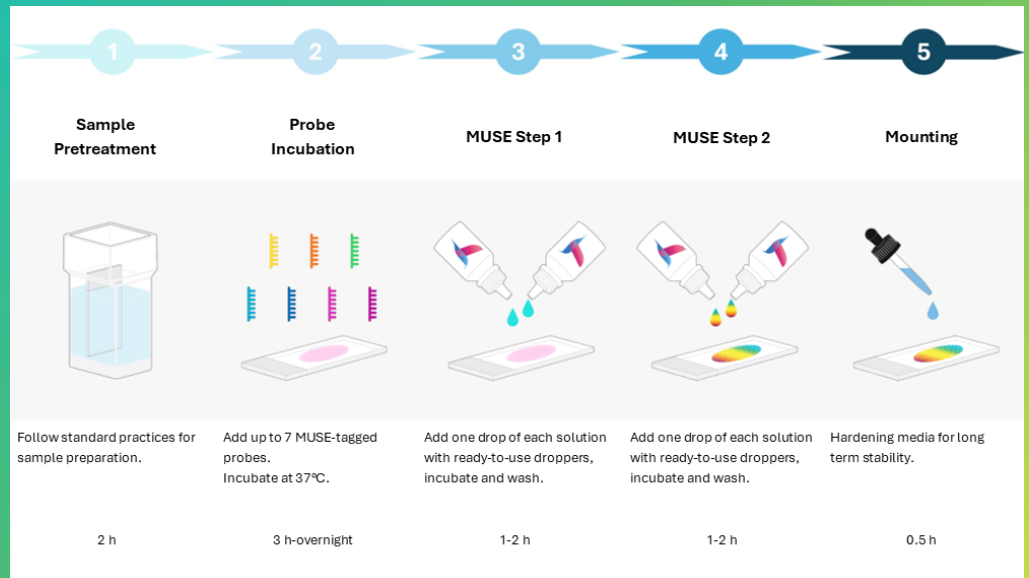 1
2
3
4
5
Sample
Pretreatment
Probe
Incubation
MUSE Step 1
MUSE Step 2
Mounting
Follow standard practices for
sample preparation.
Add up to 7 MUSE-tagged
probes.
Incubate at 37ºC.
Add one drop of each solution
with ready-to-use droppers,
incubate and wash.
Add one drop of each solution
with ready-to-use droppers,
incubate and wash.
Hardening media for long
term stability.
2 h
3 h-overnight
1-2 h
1-2 h
0.5 h